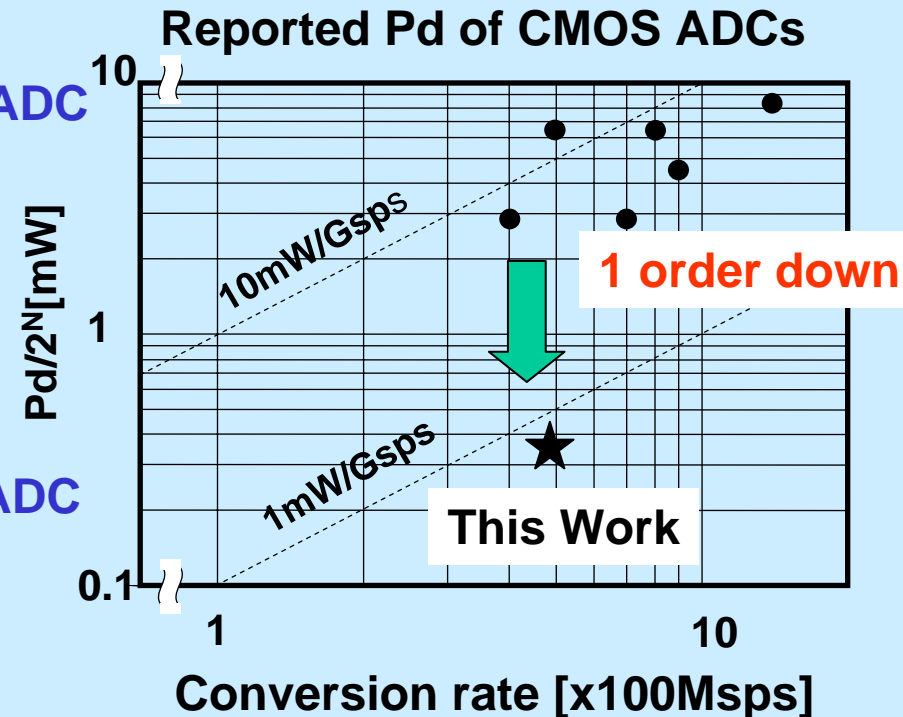 Reported Pd of CMOS ADCs
10
ADC
10mW/Gsps
Pd/2ᴺ[mW]
1 order down
1
1mW/Gsps
ADC
This Work
0.1
1
10
Conversion rate [x100Msps]